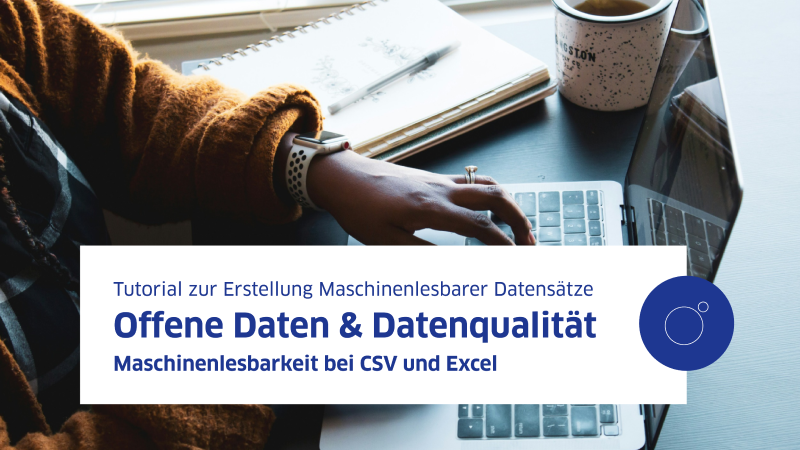 Tutorial zur Erstellung Maschinenlesbarer Datensätze
Offene Daten & Datenqualität
Maschinenlesbarkeit bei CSV und Excel